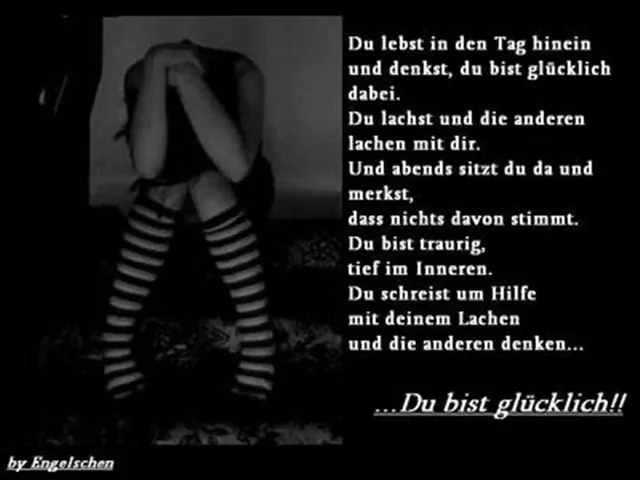 Du lebst in den Tag hinein
und denkst, du bist glücklich
dabei.
Du lachst und die anderen
lachen mit dir.
Und abends sitzt du da und
merkst,
dass nichts davon stimmt.
Du bist traurig,
tief im Inneren.
Du schreist um Hilfe
mit deinem Lachen
und die anderen denken...
...Du bist glücklich!!
by Engelschen